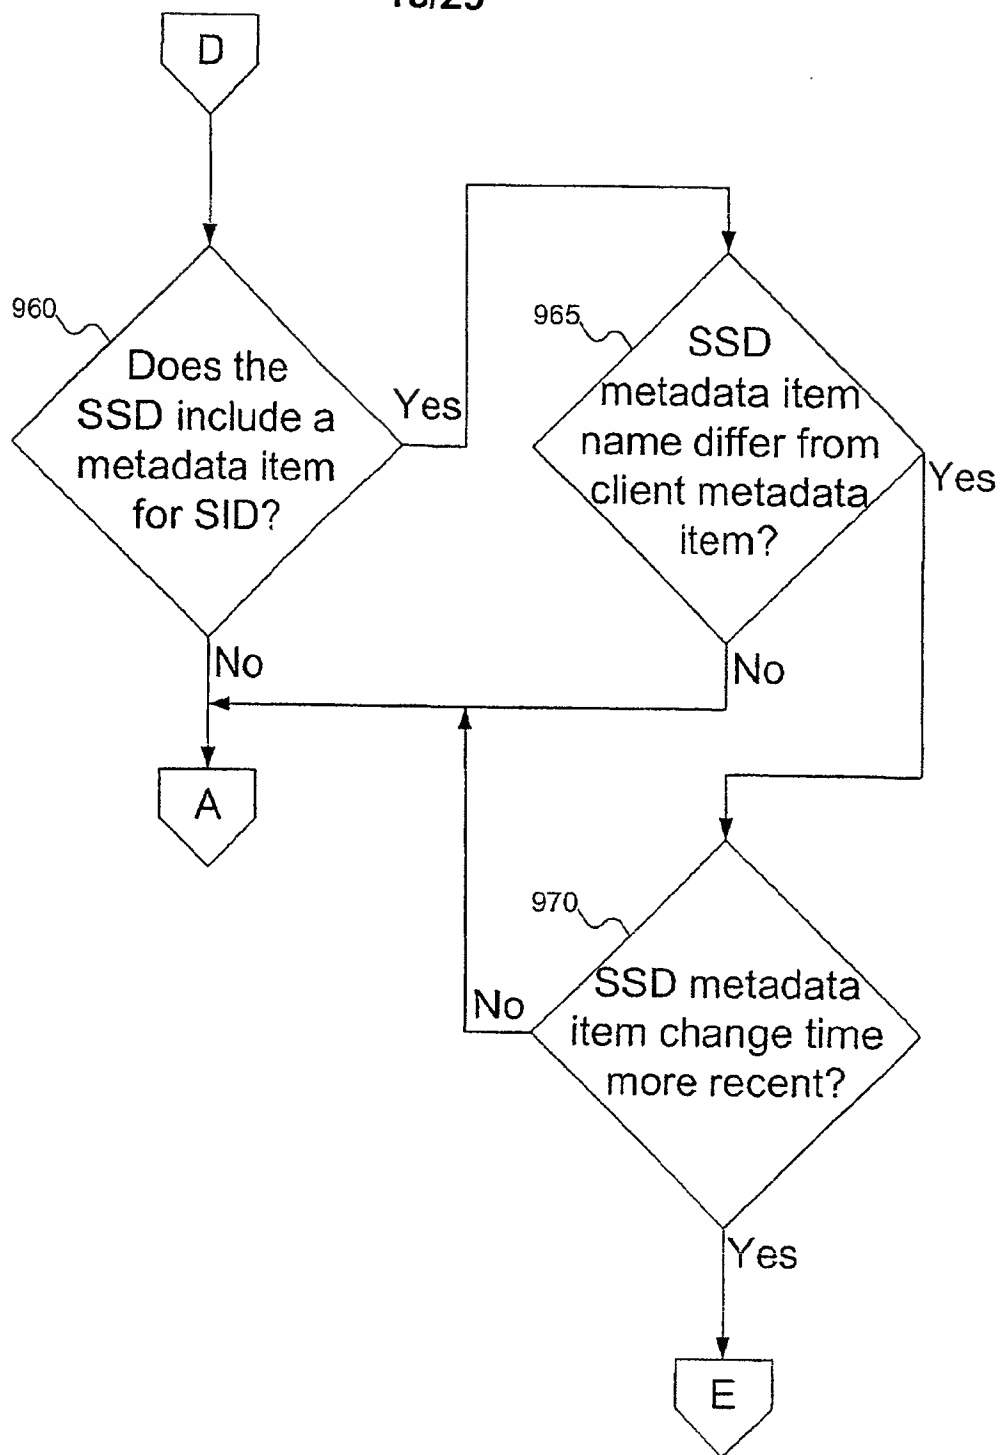 D
960
Does the
SSD include a
metadata item
for SID?
Yes
No
A
965
SSD
metadata item
name differ from
client metadata
item?
Yes
No
970
SSD metadata
item change time
more recent?
No
Yes
E